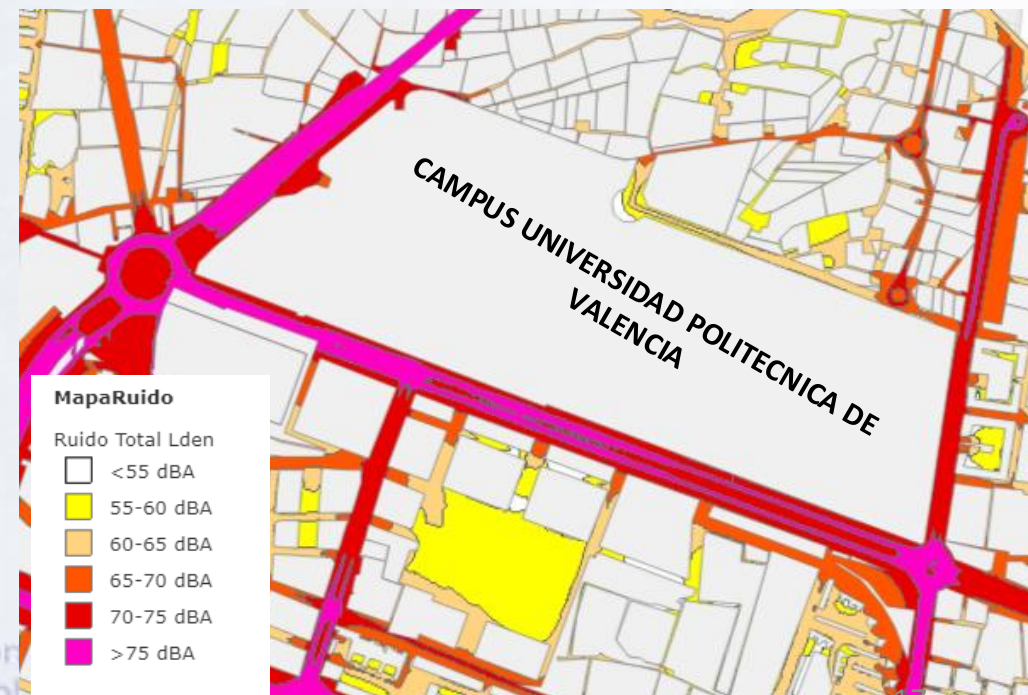 CAMPUS UNIVERSIDAD POLITECNICA DE
VALENCIA
MapaRuido
Ruido Total Lden
<55 dBA
55-60 dBA
60-65 dBA
65-70 dBA
70-75 dBA
>75 dBA